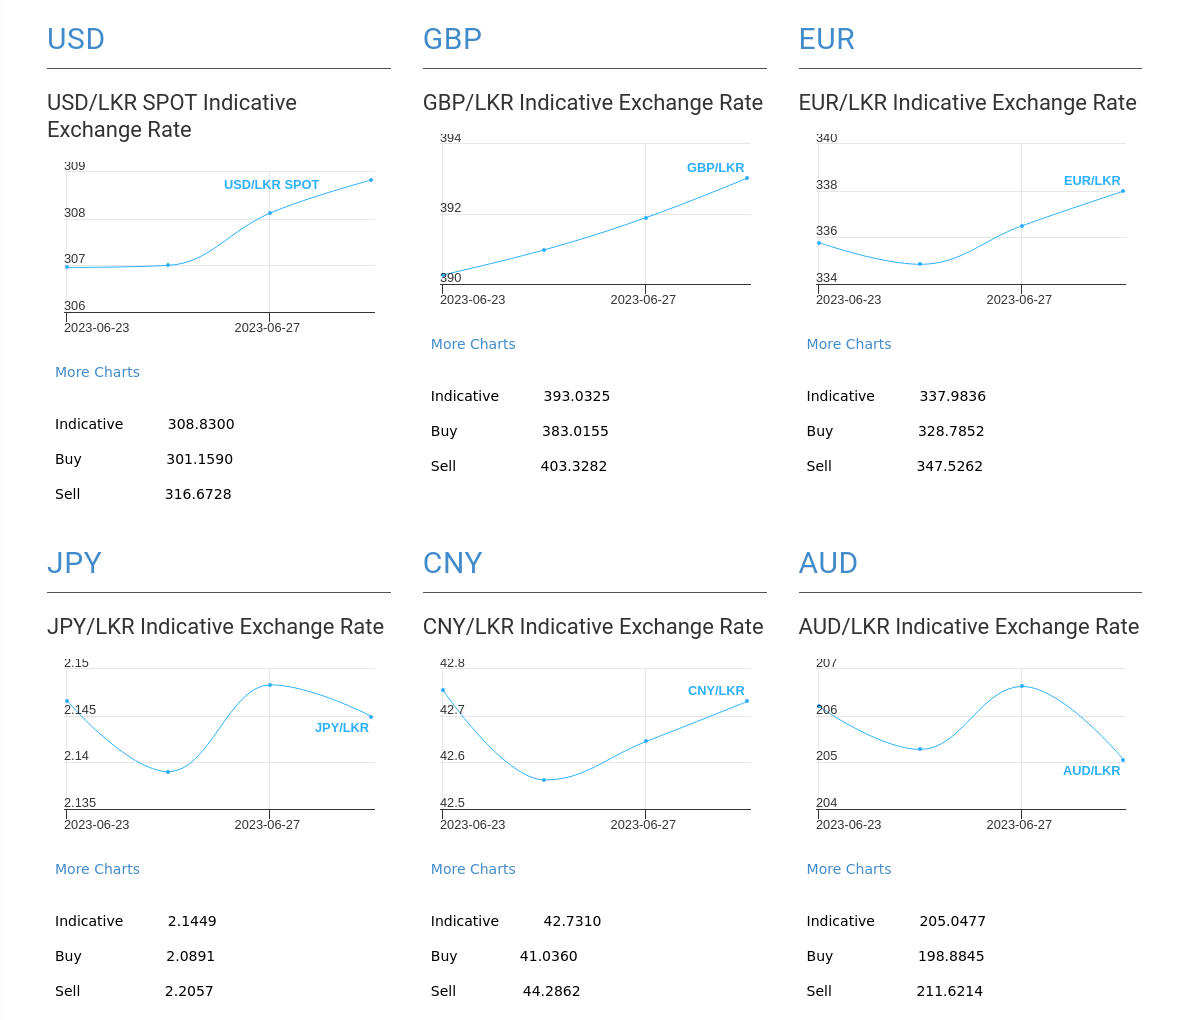 USD
USD/LKR SPOT Indicative
Exchange Rate
309
USD/LKR SPOT
308
307
306
2023-06-23 2023-06-27
More Charts
Indicative 308.8300
Buy 301.1590
Sell 316.6728
GBP
GBP/LKR Indicative Exchange Rate
394
GBP/LKR
392
390
2023-06-23 2023-06-27
More Charts
Indicative 393.0325
Buy 383.0155
Sell 403.3282
EUR
EUR/LKR Indicative Exchange Rate
340
EUR/LKR
338
336
334
2023-06-23 2023-06-27
More Charts
Indicative 337.9836
Buy 328.7852
Sell 347.5262
JPY
JPY/LKR Indicative Exchange Rate
2.15
2.145
JPY/LKR
2.14
2.135
2023-06-23 2023-06-27
More Charts
Indicative 2.1449
Buy 2.0891
Sell 2.2057
CNY
CNY/LKR Indicative Exchange Rate
42.8
CNY/LKR
42.7
42.6
42.5
2023-06-23 2023-06-27
More Charts
Indicative 42.7310
Buy 41.0360
Sell 44.2862
AUD
AUD/LKR Indicative Exchange Rate
207
206
205
AUD/LKR
204
2023-06-23 2023-06-27
More Charts
Indicative 205.0477
Buy 198.8845
Sell 211.6214